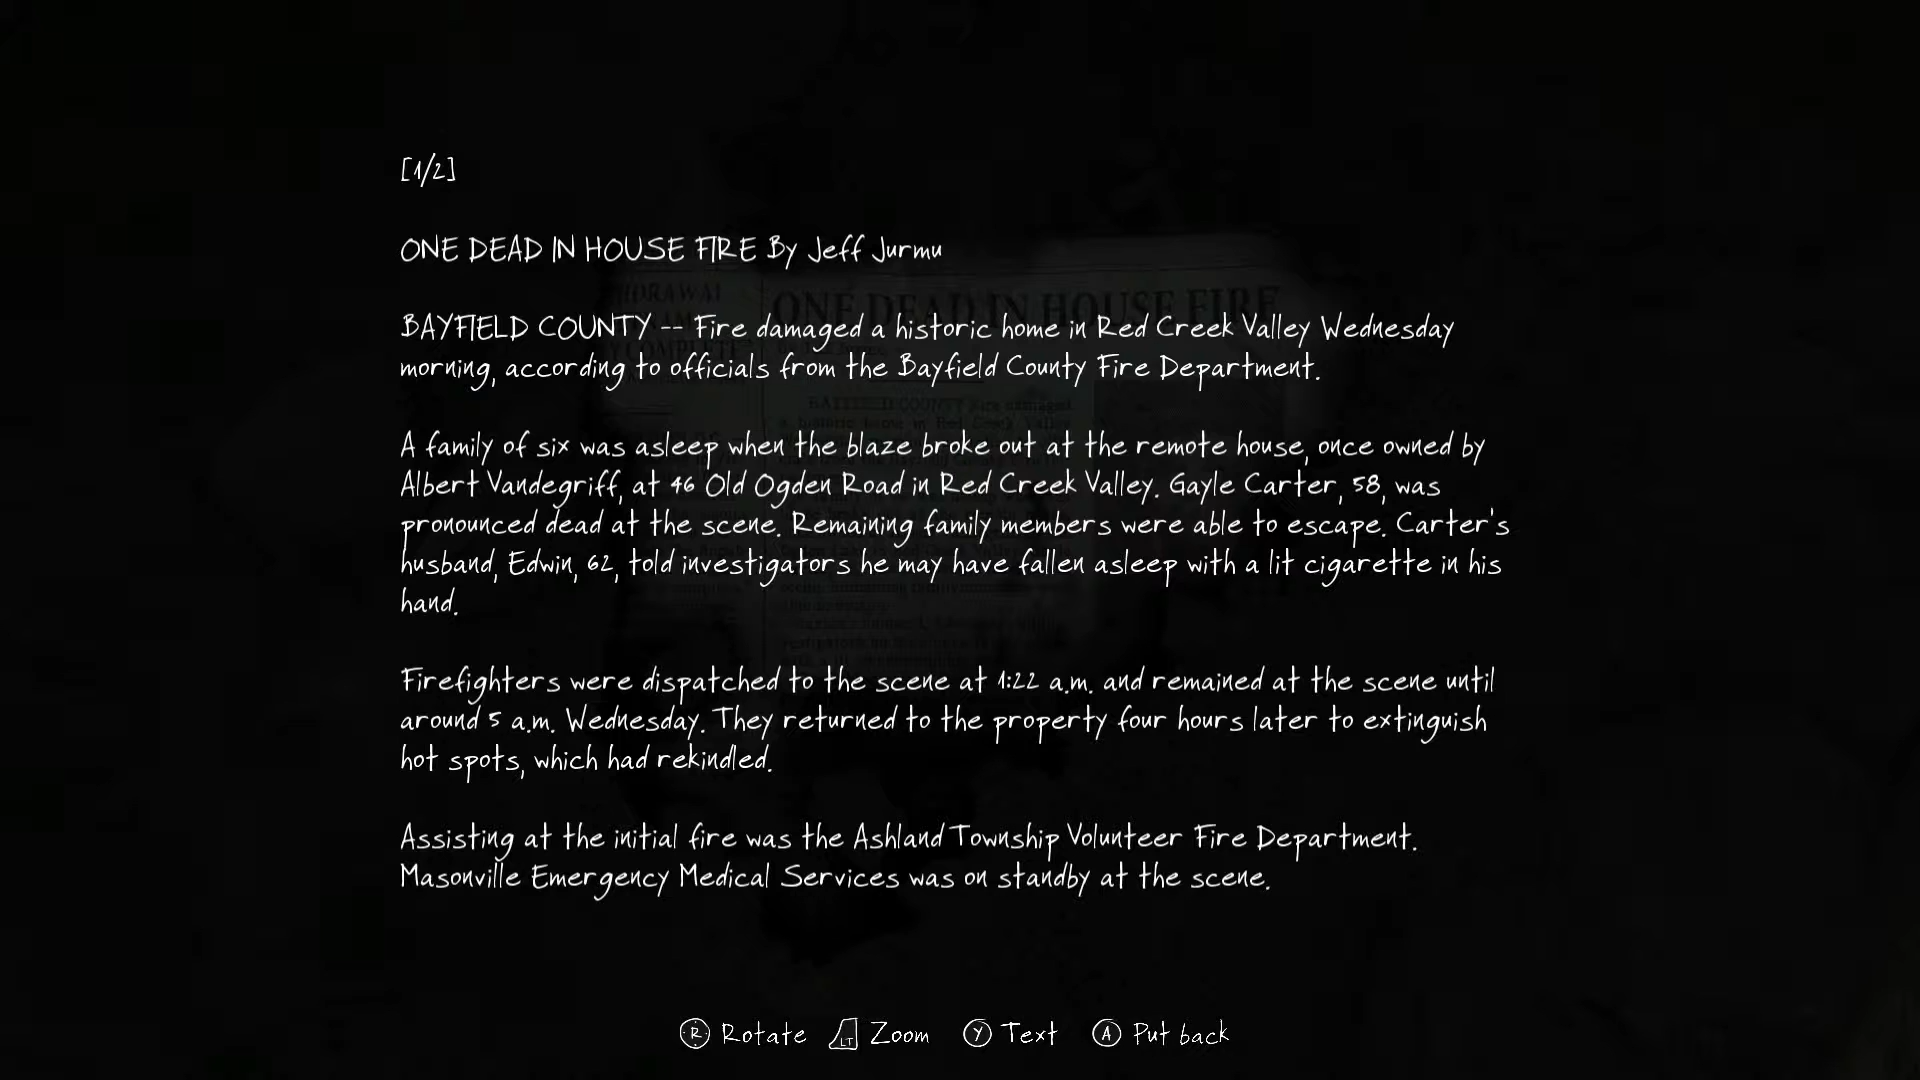 [1/2]
ONE DEAD IN HOUSE FIRE By Jeff Jurmu
BAYFIELD COUNTY -- Fire damaged a historic home in Red Creek Valley Wednesday
morning, according to officials from the Bayfield County Fire Department.
A family of six was asleep when the blaze broke out at the remote house, once owned by
Albert Vandegriff, at 46 Old Ogden Road in Red Creek Valley. Gayle Carter, 58, was
pronounced dead at the scene. Remaining family members were able to escape. Carter's
husband, Edwin, 62, told investigators he may have fallen asleep with a lit cigarette in his
hand.
Firefighters were dispatched to the scene at 1:22 a.m. and remained at the scene until
around 5 a.m. Wednesday. They returned to the property four hours later to extinguish
hot spots, which had rekindled.
Assisting at the initial fire was the Ashland Township Volunteer Fire Department.
Masonville Emergency Medical Services was on standby at the scene.
ONE DEAD IN HOUSE FIRE
R Rotate LT Zoom Y Text A Put back